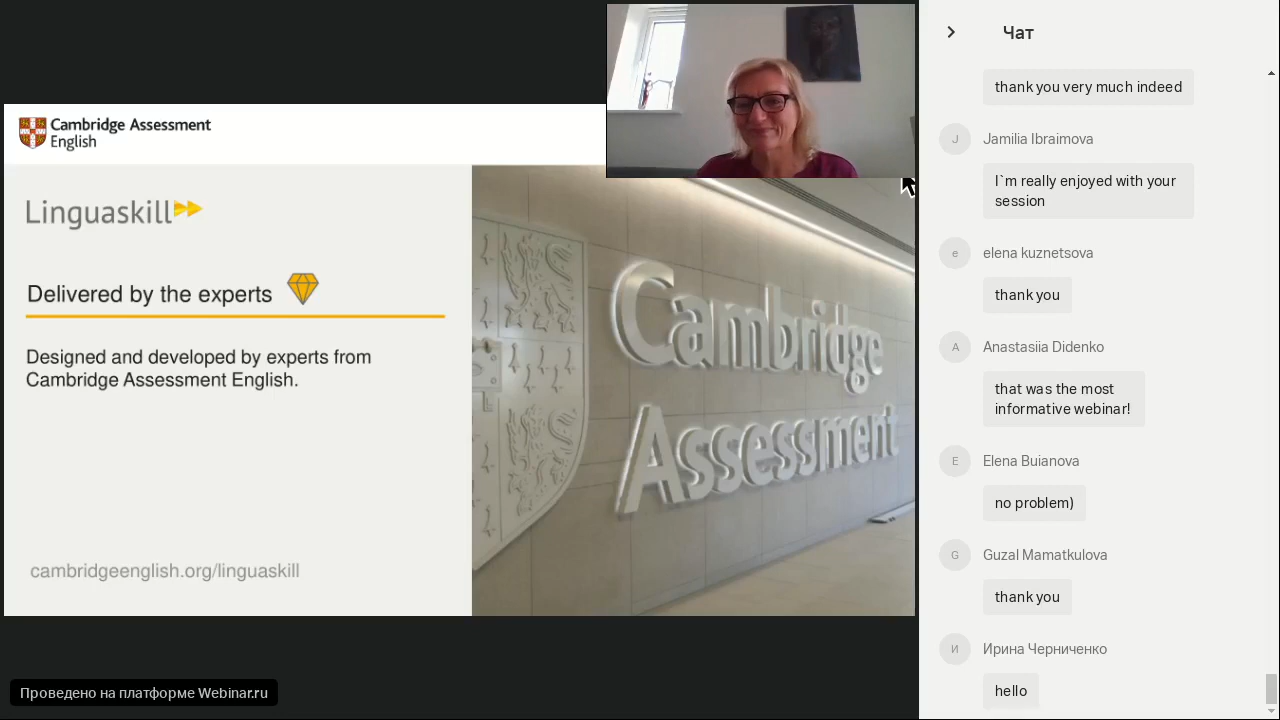 Cambridge Assessment
English
Linguaskill
Delivered by the experts
Designed and developed by experts from
Cambridge Assessment English.
cambridgeenglish.org/linguaskill
Cambridge
Assessment
Проведено на платформе Webinar.ru
Чат
thank you very much indeed
J
Jamilia Ibraimova
I`m really enjoyed with your
session
e
elena kuznetsova
thank you
A
Anastasiia Didenko
that was the most
informative webinar!
E
Elena Buianova
no problem)
G
Guzal Mamatkulova
thank you
И
Ирина Черниченко
hello